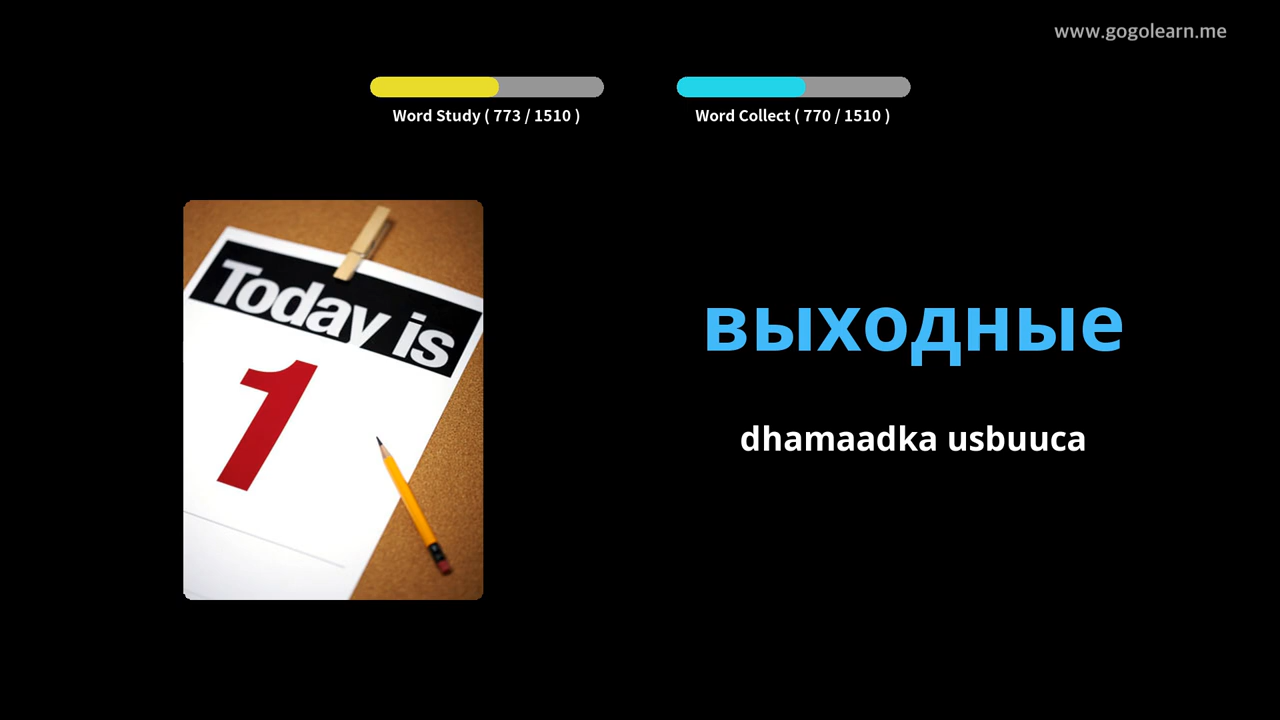 www.gogolearn.me
Word Study ( 773 / 1510 )
Word Collect ( 770 / 1510 )
Today is
1
выходные
dhamaadka usbuuca